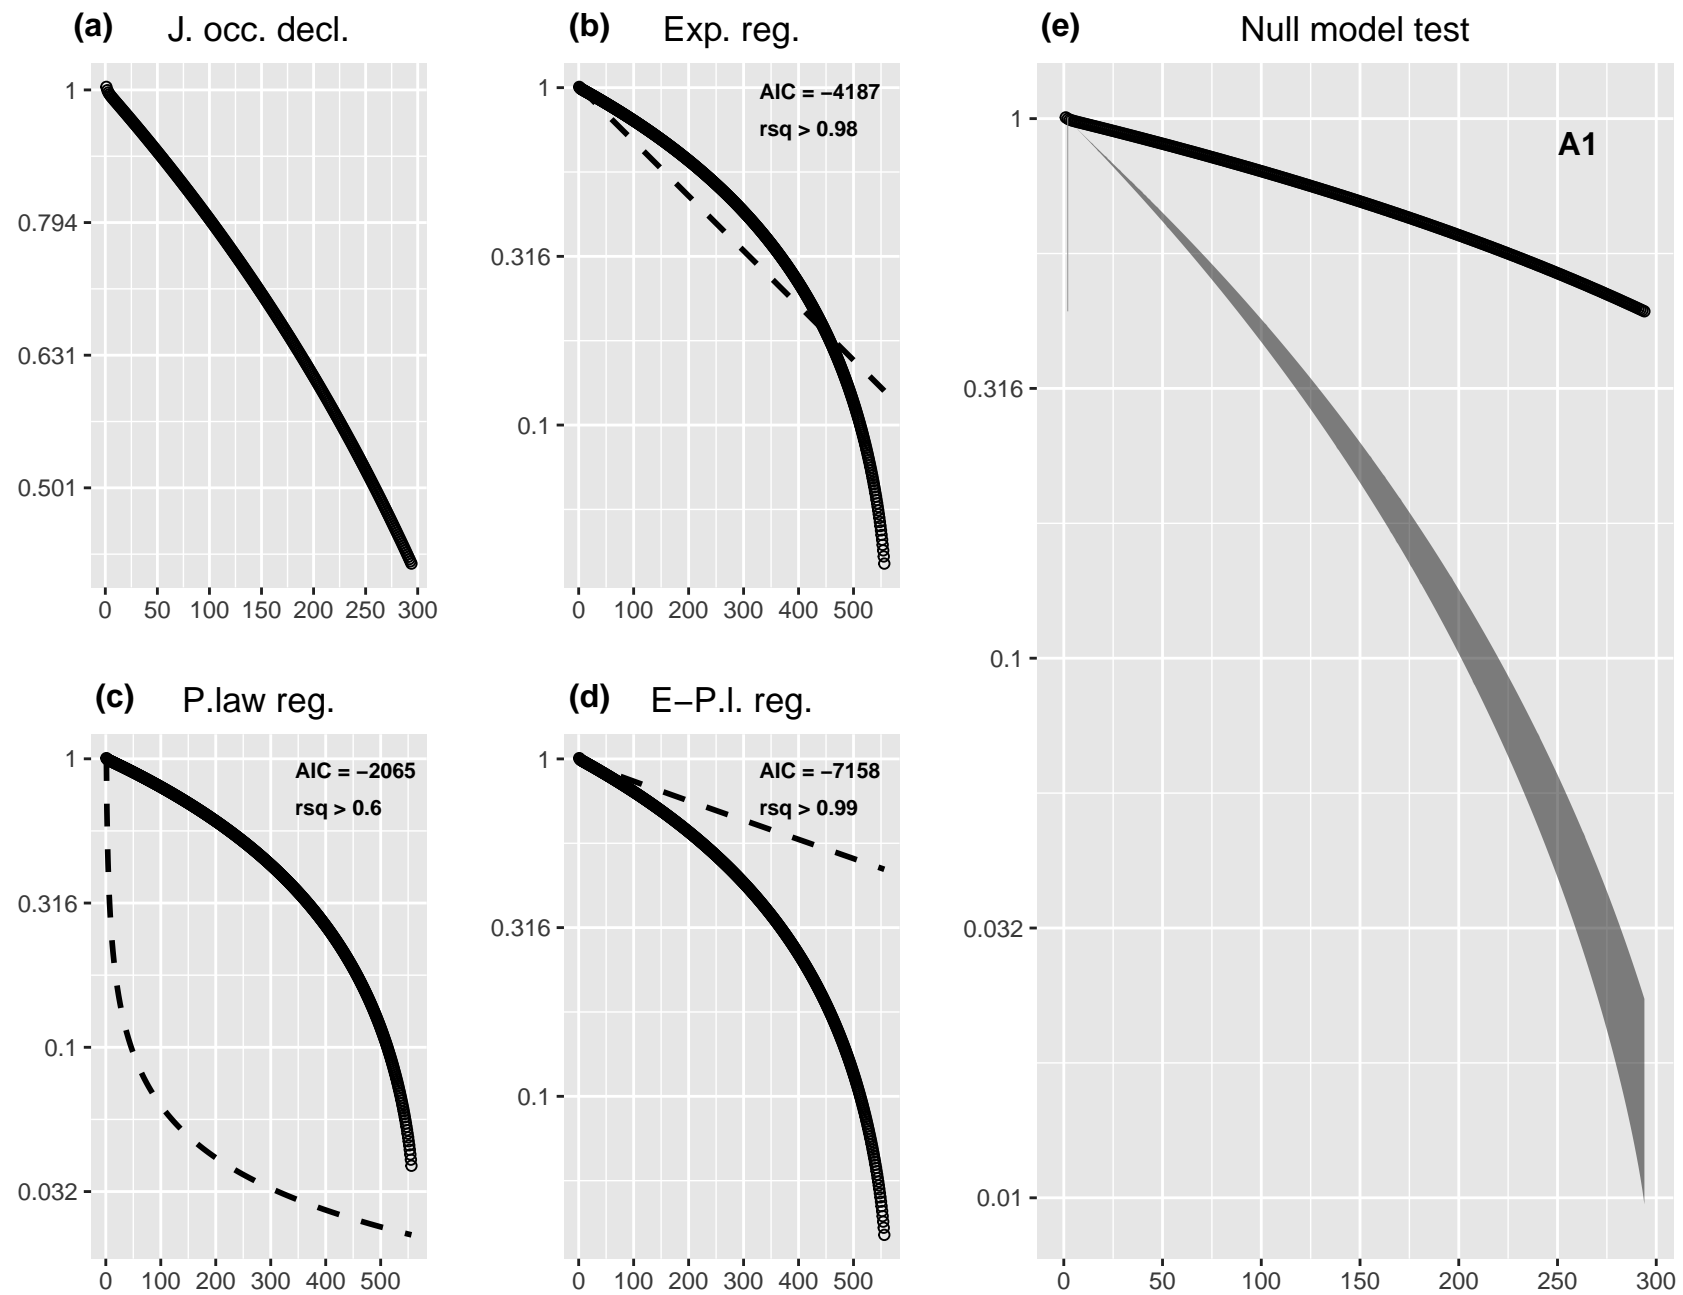 (a) J. occ. decl.
1
0.794
0.631
0.501
0 50 100 150 200 250 300
(b) Exp. reg.
AIC = −4187
rsq > 0.98
1
0.316
0.1
0 100 200 300 400 500
(c) P.law reg.
AIC = −2065
rsq > 0.6
1
0.316
0.1
0.032
0 100 200 300 400 500
(d) E−P.l. reg.
AIC = −7158
rsq > 0.99
1
0.316
0.1
0 100 200 300 400 500
(e) Null model test
A1
1
0.316
0.1
0.032
0.01
0 50 100 150 200 250 300